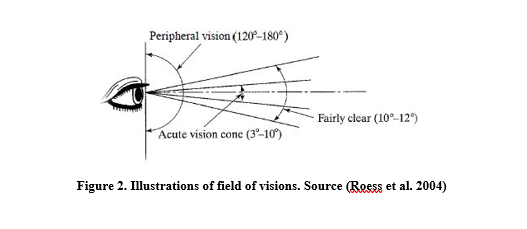 Peripheral vision (120°–180°)
Fairly clear (10°–12°)
Acute vision cone (3°–10°)
Figure 2. Illustrations of field of visions. Source (Roess et al. 2004)